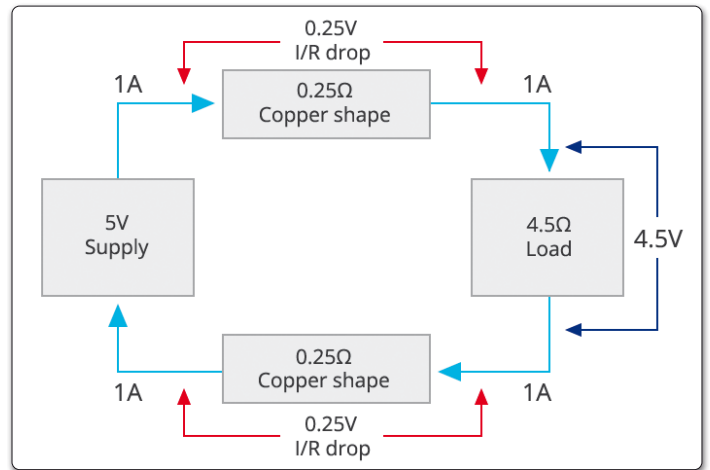 0.25V
I/R drop
1A
0.25Ω
Copper shape
1A
5V
Supply
4.5Ω
Load
4.5V
0.25Ω
Copper shape
1A
1A
0.25V
I/R drop